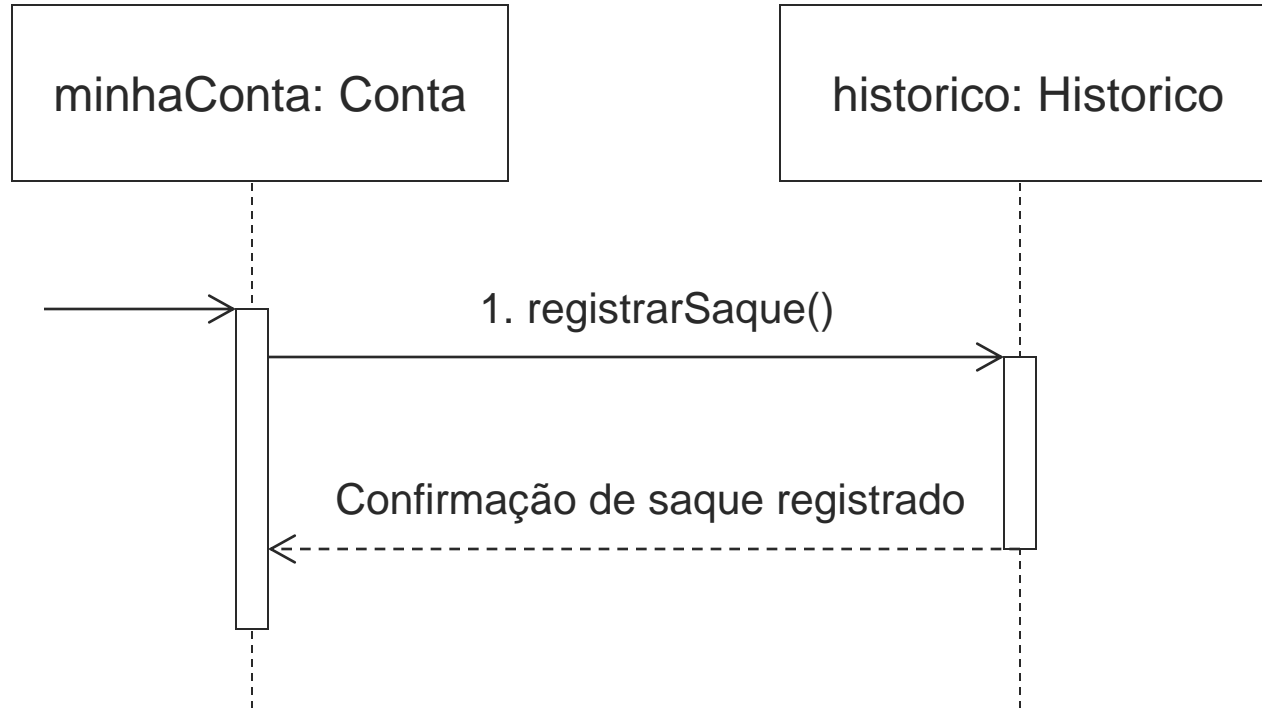 minhaConta: Conta
historico: Historico
1. registrarSaque()
Confirmação de saque registrado